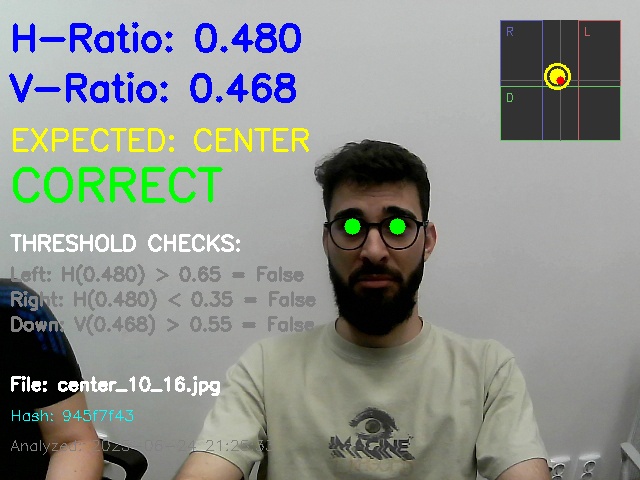 H-Ratio: 0.480
V-Ratio: 0.468
EXPECTED: CENTER
CORRECT
THRESHOLD CHECKS:
Left: H(0.480) > 0.65 = False
Right: H(0.480) < 0.35 = False
Down: V(0.468) > 0.55 = False
File: center_10_16.jpg
Hash: 945f7f43
Analyzed:
R L
D
IMAGINE